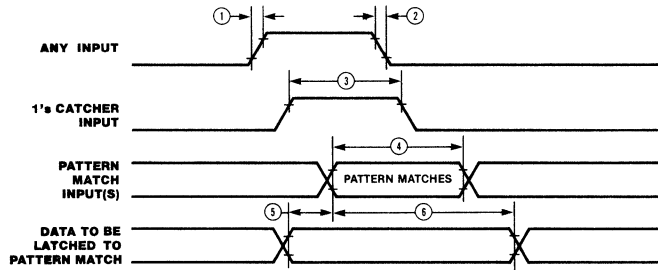 1
2
ANY INPUT
3
1's CATCHER
INPUT
4
PATTERN
MATCH
INPUT(S)
PATTERN MATCHES
5
6
DATA TO BE
LATCHED TO
PATTERN MATCH